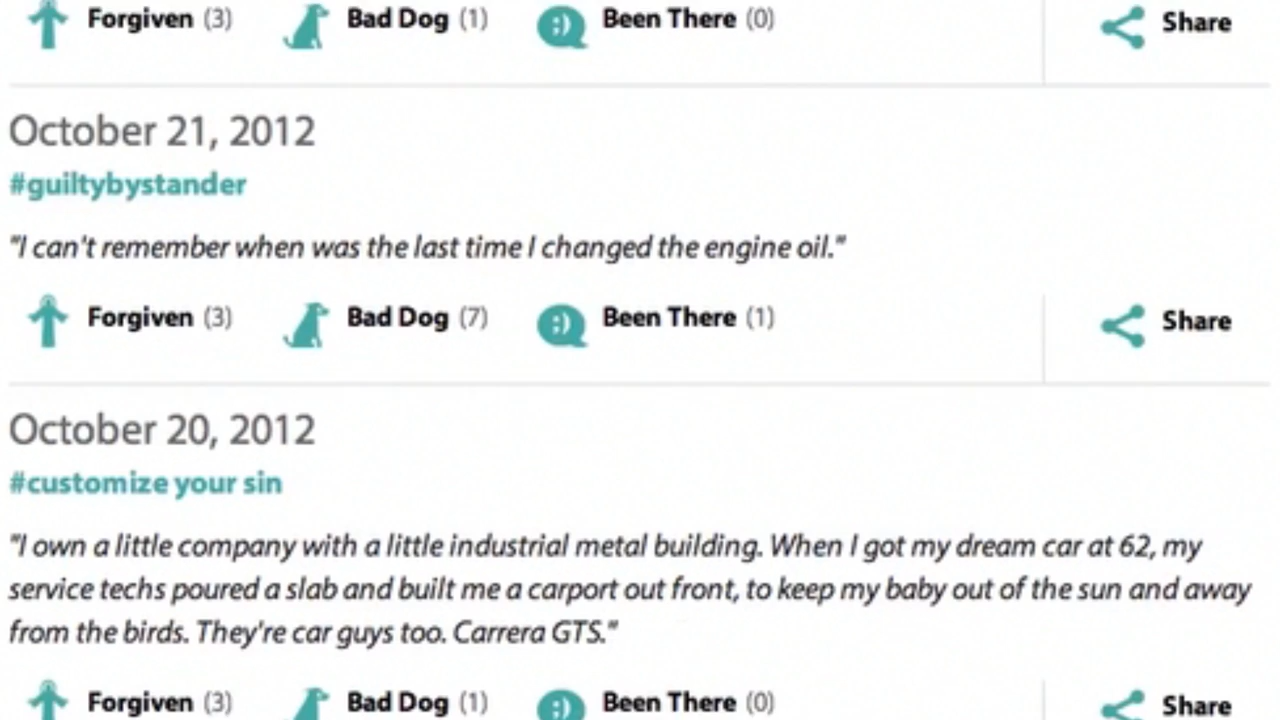 Forgiven (3) Bad Dog (1) Been There (0) Share
October 21, 2012
#guiltybystander
"I can't remember when was the last time I changed the engine oil."
Forgiven (3) Bad Dog (7) ;) Been There (1) Share
October 20, 2012
#customize your sin
"I own a little company with a little industrial metal building. When I got my dream car at 62, my
service techs poured a slab and built me a carport out front, to keep my baby out of the sun and away
from the birds. They're car guys too. Carrera GTS."
Forgiven (3) Bad Dog (1) Been There (0) Share